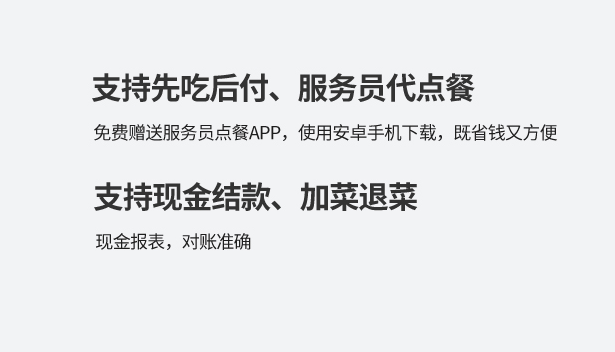 支持先吃后付、服务员代点餐
免费赠送服务员点餐APP，使用安卓手机下载，既省钱又方便
支持现金结款、加菜退菜
现金报表，对账准确